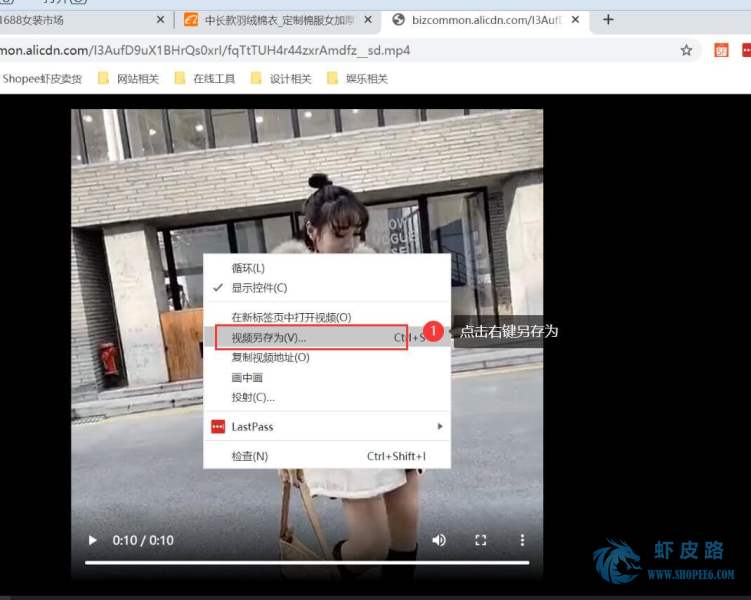 1688女装市场
中长款羽绒棉衣_定制棉服女加厚
bizcommon.alicdn.com/I3Auf
mon.alicdn.com/I3AufD9uX1BHrQs0xrI/fqTtTUH4r44zxrAmdfz__sd.mp4
Shopee虾皮卖货
网站相关
在线工具
设计相关
娱乐相关
循环(L)
✓ 显示控件(C)
在新标签页中打开视频(O)
视频另存为(V)... Ctrl+S
1 点击右键另存为
复制视频地址(O)
画中画
投射(C)...
LastPass
检查(N) Ctrl+Shift+I
0:10 / 0:10
虾皮路
WWW.SHOPEE6.COM